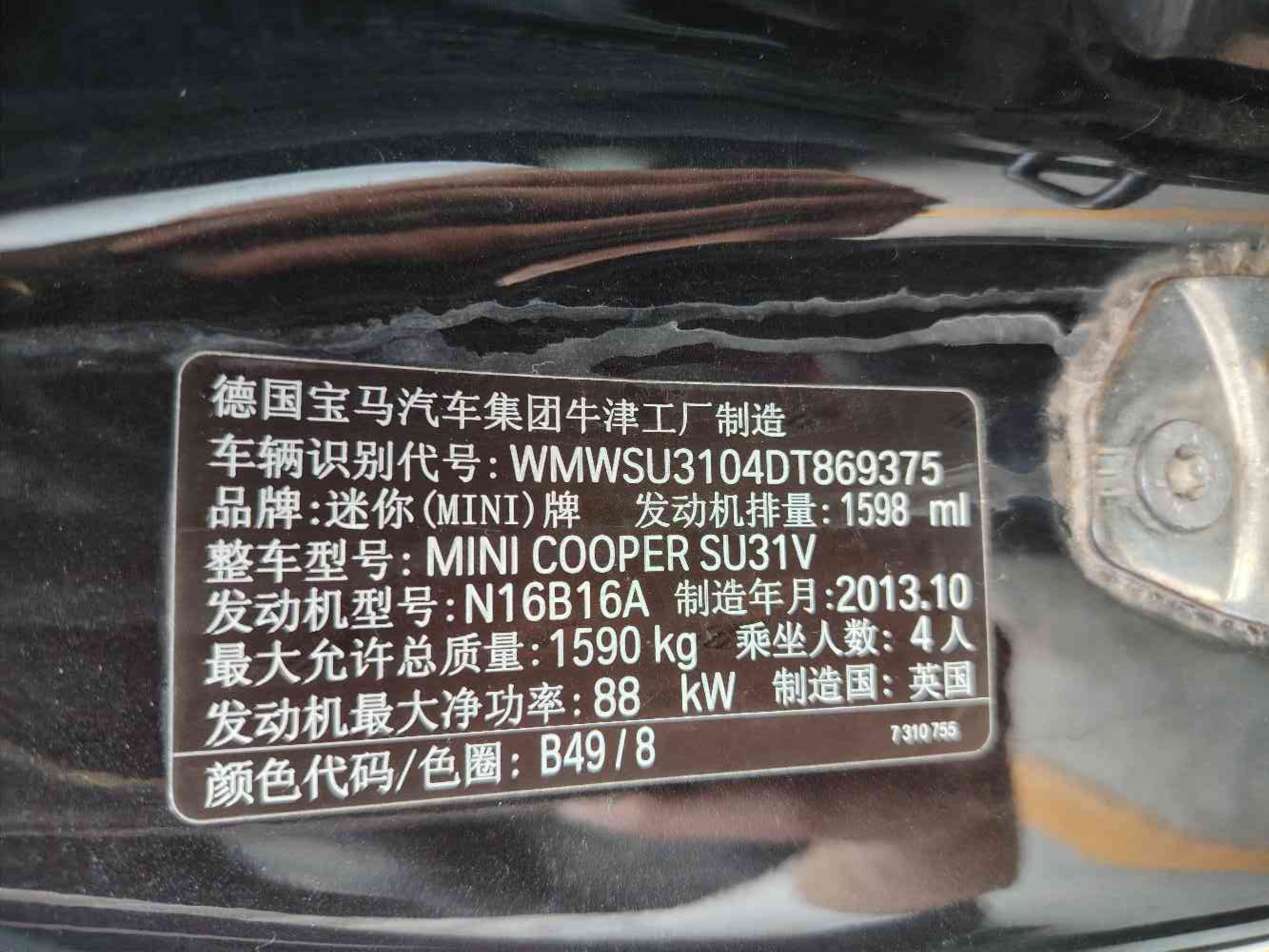 德国宝马汽车集团牛津工厂制造
车辆识别代号:WMWSU3104DT869375
品牌:迷你(MINI)牌 发动机排量:1598 ml
整车型号:MINI COOPER SU31V
发动机型号:N16B16A 制造年月:2013.10
最大允许总质量:1590 kg 乘坐人数:4人
发动机最大净功率:88 kW 制造国:英国
颜色代码/色圈:B49/8 7 310 755